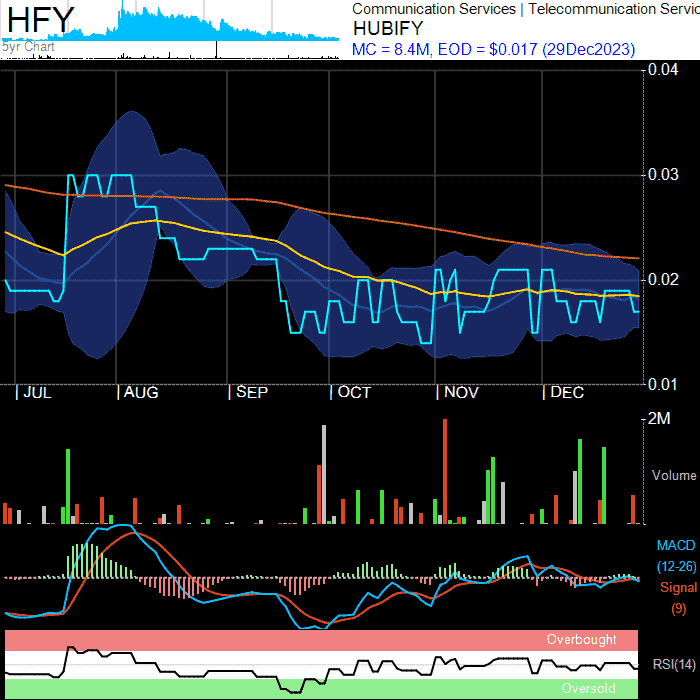 HFY
Communication Services | Telecommunication Servic
HUBIFY
5yr Chart
MC = 8.4M, EOD = $0.017 (29Dec2023)
0.04
0.03
0.02
0.01
| JUL | AUG | SEP | OCT | NOV | DEC
2M
Volume
MACD
(12-26)
Signal
(9)
Overbought
RSI(14)
Oversold